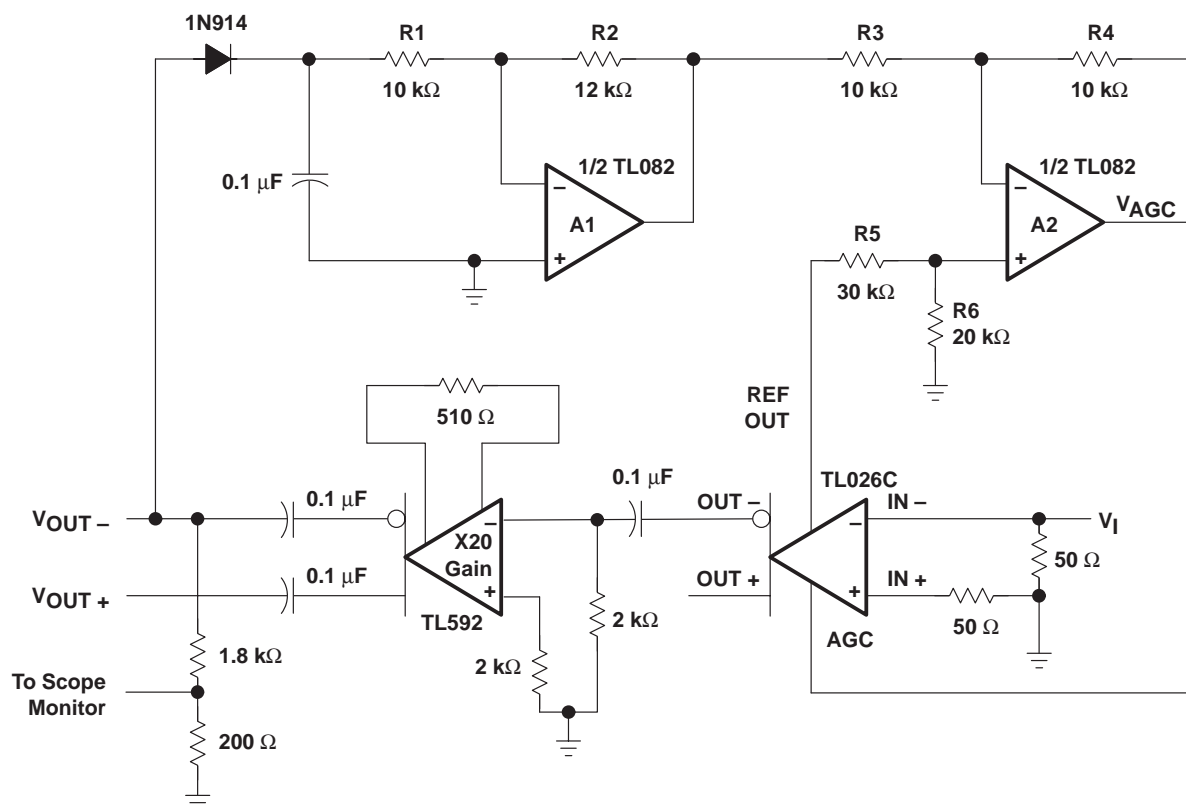 1N914
R1
R2
R3
R4
10 kΩ
12 kΩ
10 kΩ
10 kΩ
1/2 TL082
1/2 TL082
0.1 μF
–
A1
+
–
A2
+
VAGC
R5
30 kΩ
R6
20 kΩ
REF
OUT
510 Ω
0.1 μF
TL026C
0.1 μF
OUT –
IN –
VI
VOUT –
–
X20
Gain
+
–
+
50 Ω
0.1 μF
OUT +
IN +
VOUT +
TL592
2 kΩ
50 Ω
AGC
1.8 kΩ
2 kΩ
To Scope
Monitor
200 Ω